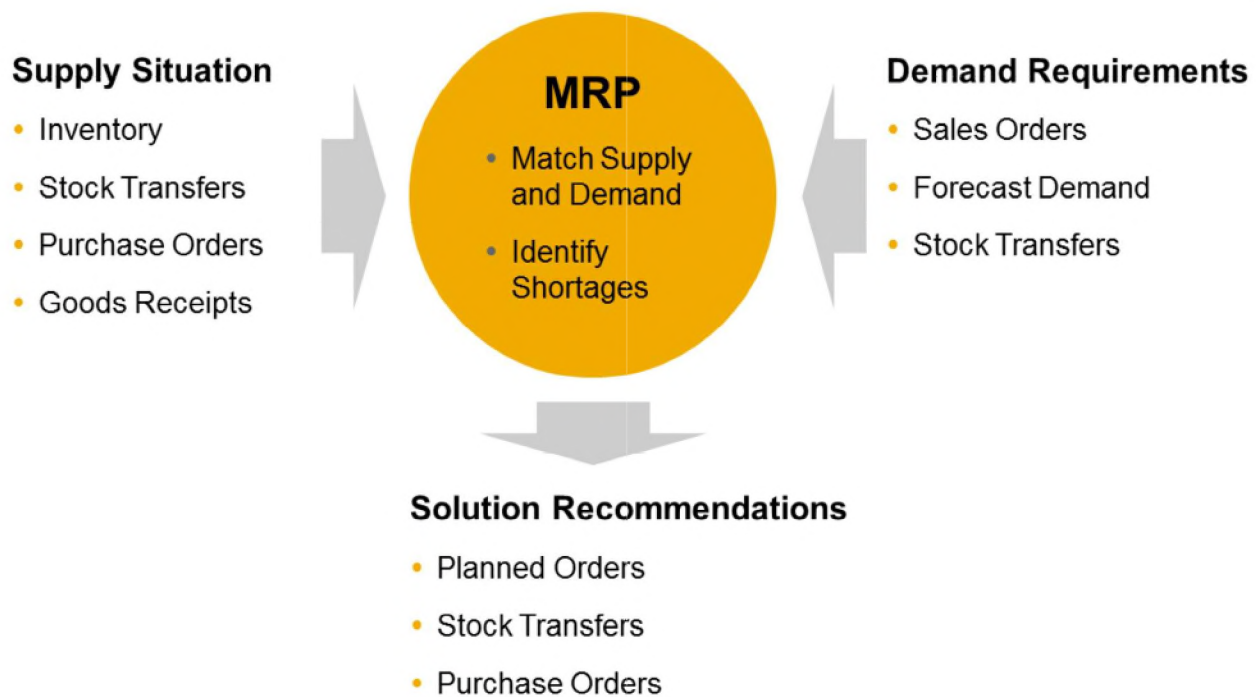 Supply Situation
• Inventory
• Stock Transfers
• Purchase Orders
• Goods Receipts
MRP
• Match Supply
and Demand
• Identify
Shortages
Demand Requirements
• Sales Orders
• Forecast Demand
• Stock Transfers
Solution Recommendations
• Planned Orders
• Stock Transfers
• Purchase Orders